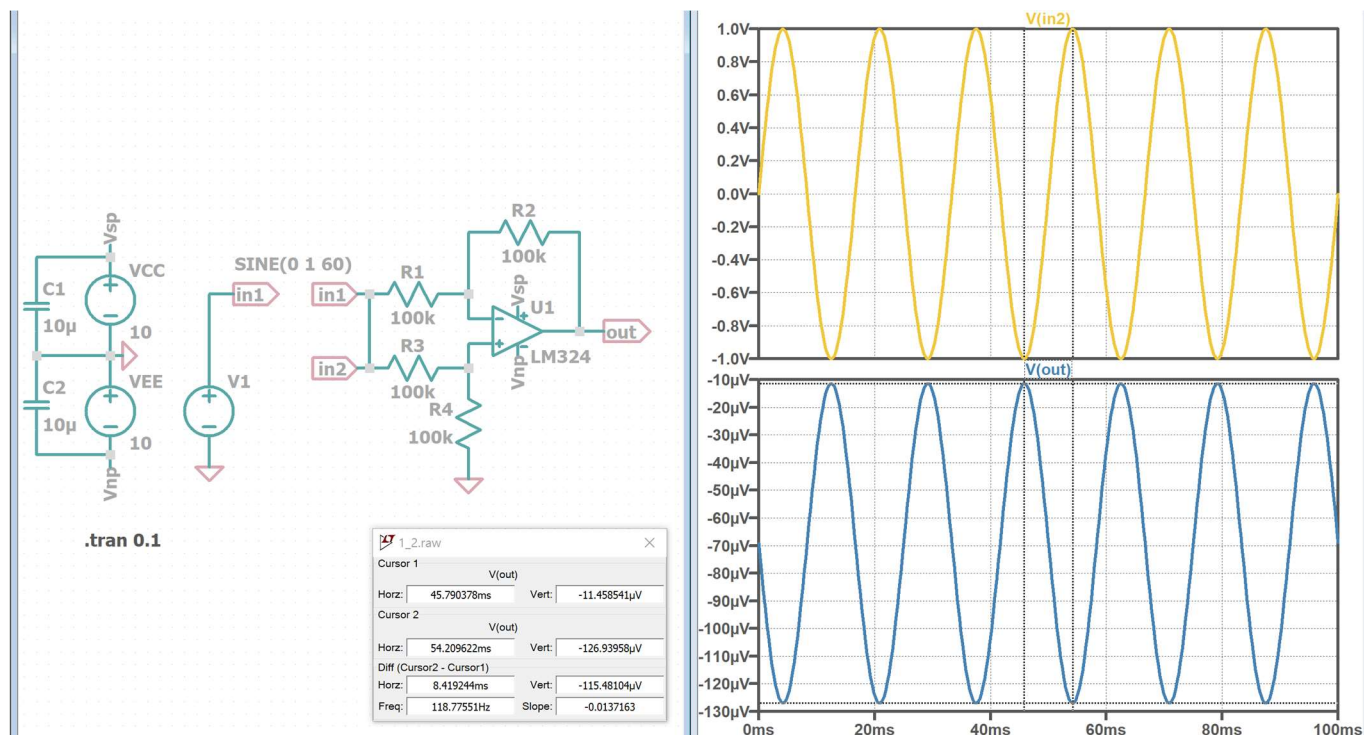 Vsp
VCC
C1
10µ
10
C2
VEE
10µ
10
Vnp
SINE(0 1 60)
in1
V1
.tran 0.1
in1
R1
100k
in2
R3
100k
R4
100k
R2
100k
Vsp
U1
LM324
Vnp
out
1_2.raw
Cursor 1
V(out)
Horz: 45.790378ms Vert: -11.458541µV
Cursor 2
V(out)
Horz: 54.209622ms Vert: -126.93958µV
Diff (Cursor2 - Cursor1)
Horz: 8.419244ms Vert: -115.48104µV
Freq: 118.77551Hz Slope: -0.0137163
V(in2)
1.0V
0.8V
0.6V
0.4V
0.2V
0.0V
-0.2V
-0.4V
-0.6V
-0.8V
-1.0V
V(out)
-10µV
-20µV
-30µV
-40µV
-50µV
-60µV
-70µV
-80µV
-90µV
-100µV
-110µV
-120µV
-130µV
0ms 20ms 40ms 60ms 80ms 100ms